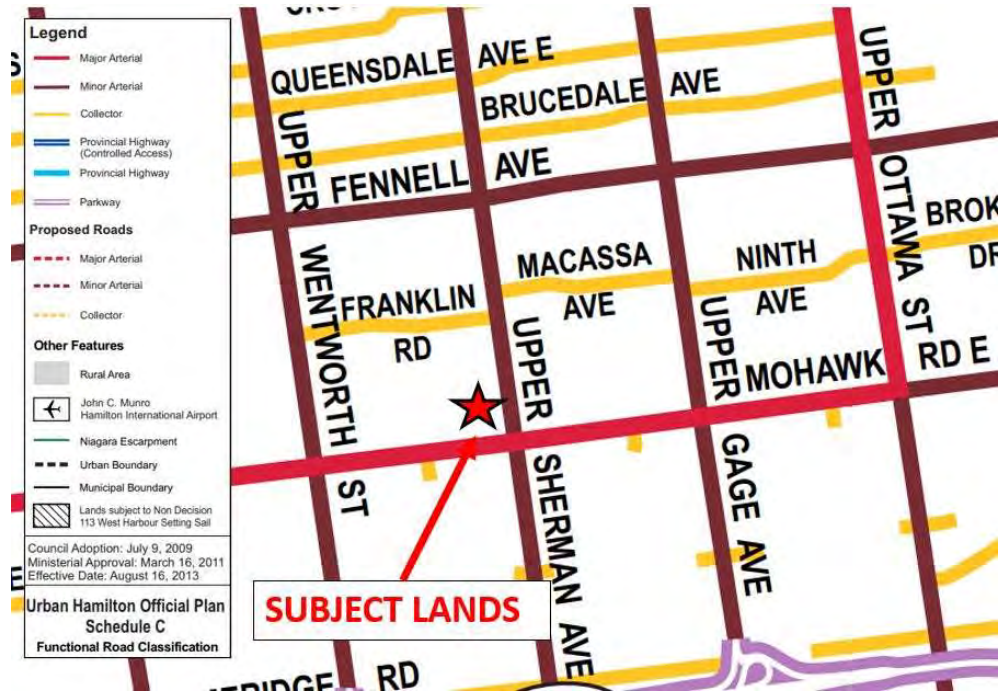 Legend
Major Arterial
Minor Arterial
Collector
Provincial Highway
(Controlled Access)
Provincial Highway
Parkway
Proposed Roads
Major Arterial
Minor Arterial
Collector
Other Features
Rural Area
John C. Munro
Hamilton International Airport
Niagara Escarpment
Urban Boundary
Municipal Boundary
Lands subject to Non Decision
113 West Harbour Setting Sail
Council Adoption: July 9, 2009
Ministerial Approval: March 16, 2011
Effective Date: August 16, 2013
Urban Hamilton Official Plan
Schedule C
Functional Road Classification
QUEENSDALE AVE E
BRUCEDALE AVE
FENNELL AVE
UPPER WENTWORTH ST
FRANKLIN RD
MACASSA AVE
NINTH AVE
UPPER OTTAWA ST
UPPER SHERMAN AVE
UPPER GAGE AVE
MOHAWK RD E
SUBJECT LANDS
RD